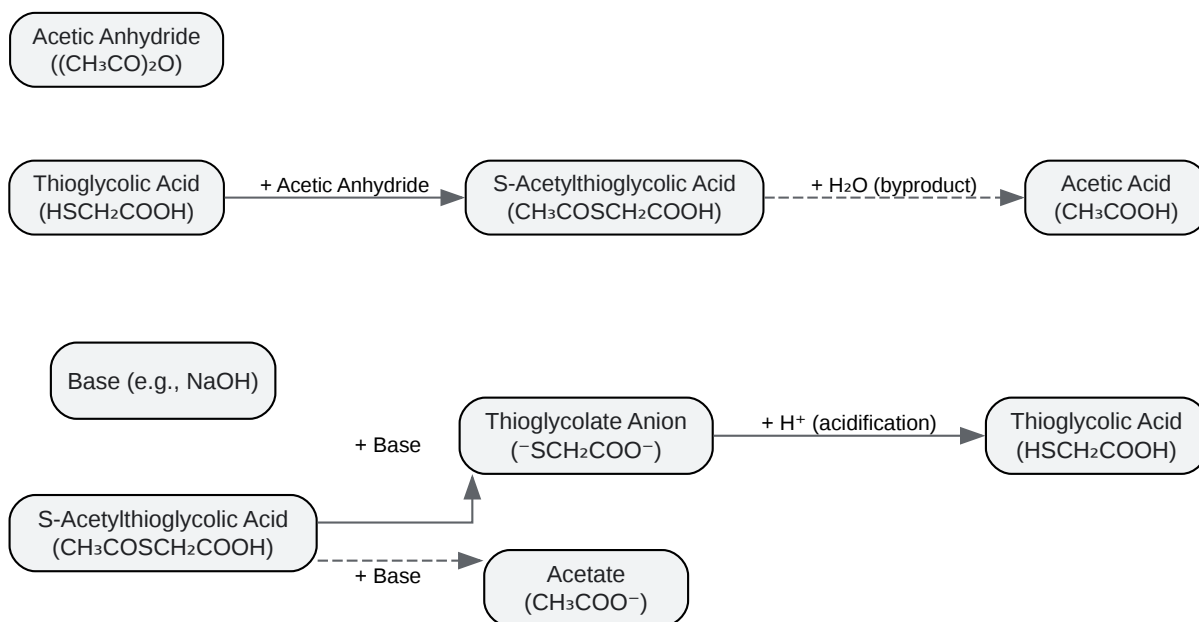 Acetic Anhydride
((CH₃CO)₂O)
Thioglycolic Acid
(HSCH₂COOH)
+ Acetic Anhydride
S-Acetylthioglycolic Acid
(CH₃COSCH₂COOH)
+ H₂O (byproduct)
Acetic Acid
(CH₃COOH)
Base (e.g., NaOH)
+ Base
Thioglycolate Anion
(⁻SCH₂COO⁻)
+ H⁺ (acidification)
Thioglycolic Acid
(HSCH₂COOH)
S-Acetylthioglycolic Acid
(CH₃COSCH₂COOH)
+ Base
Acetate
(CH₃COO⁻)